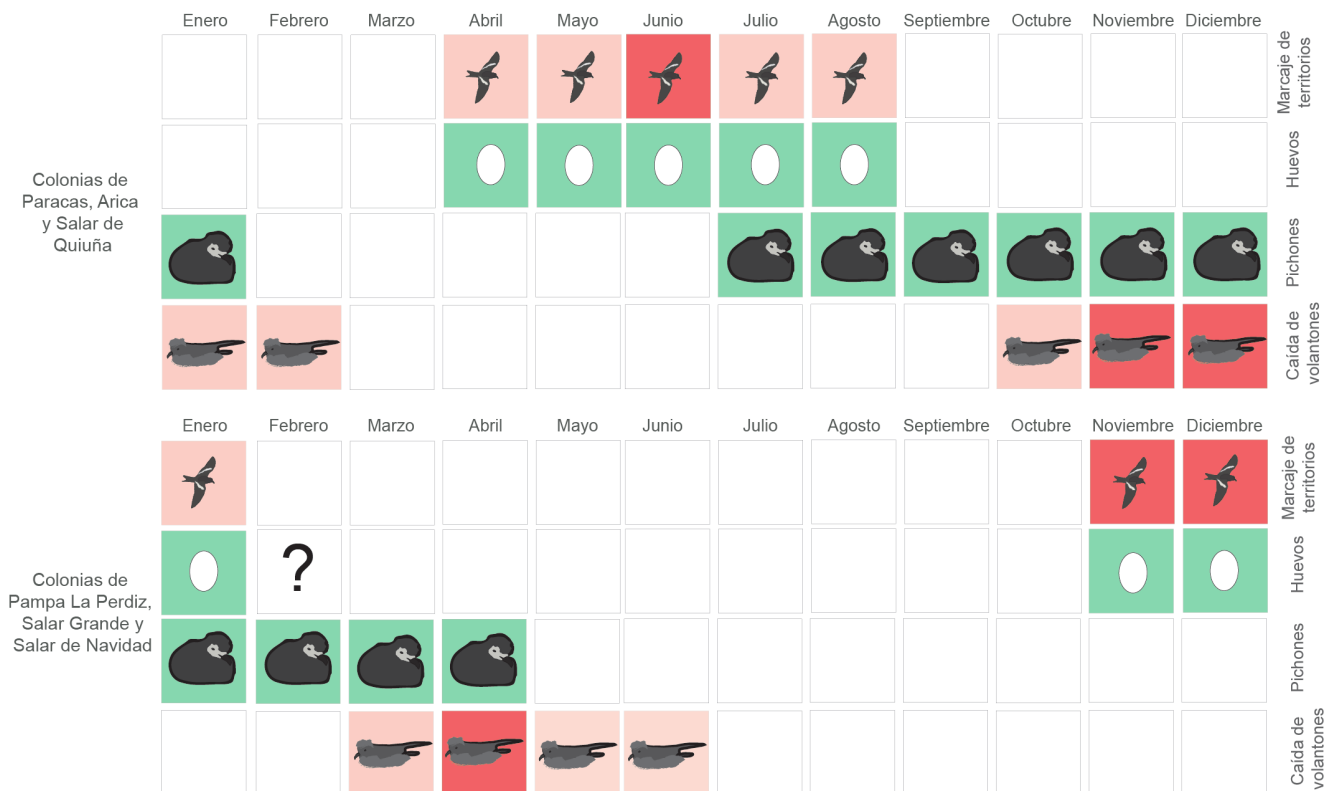 Enero Febrero Marzo Abril Mayo Junio Julio Agosto Septiembre Octubre Noviembre Diciembre
Marcaje de
territorios
Huevos
Colonias de
Paracas, Arica
y Salar de
Quiuña
Pichones
Caída de
volantones
Enero Febrero Marzo Abril Mayo Junio Julio Agosto Septiembre Octubre Noviembre Diciembre
Marcaje de
territorios
?
Huevos
Colonias de
Pampa La Perdiz,
Salar Grande y
Salar de Navidad
Pichones
Caída de
volantones